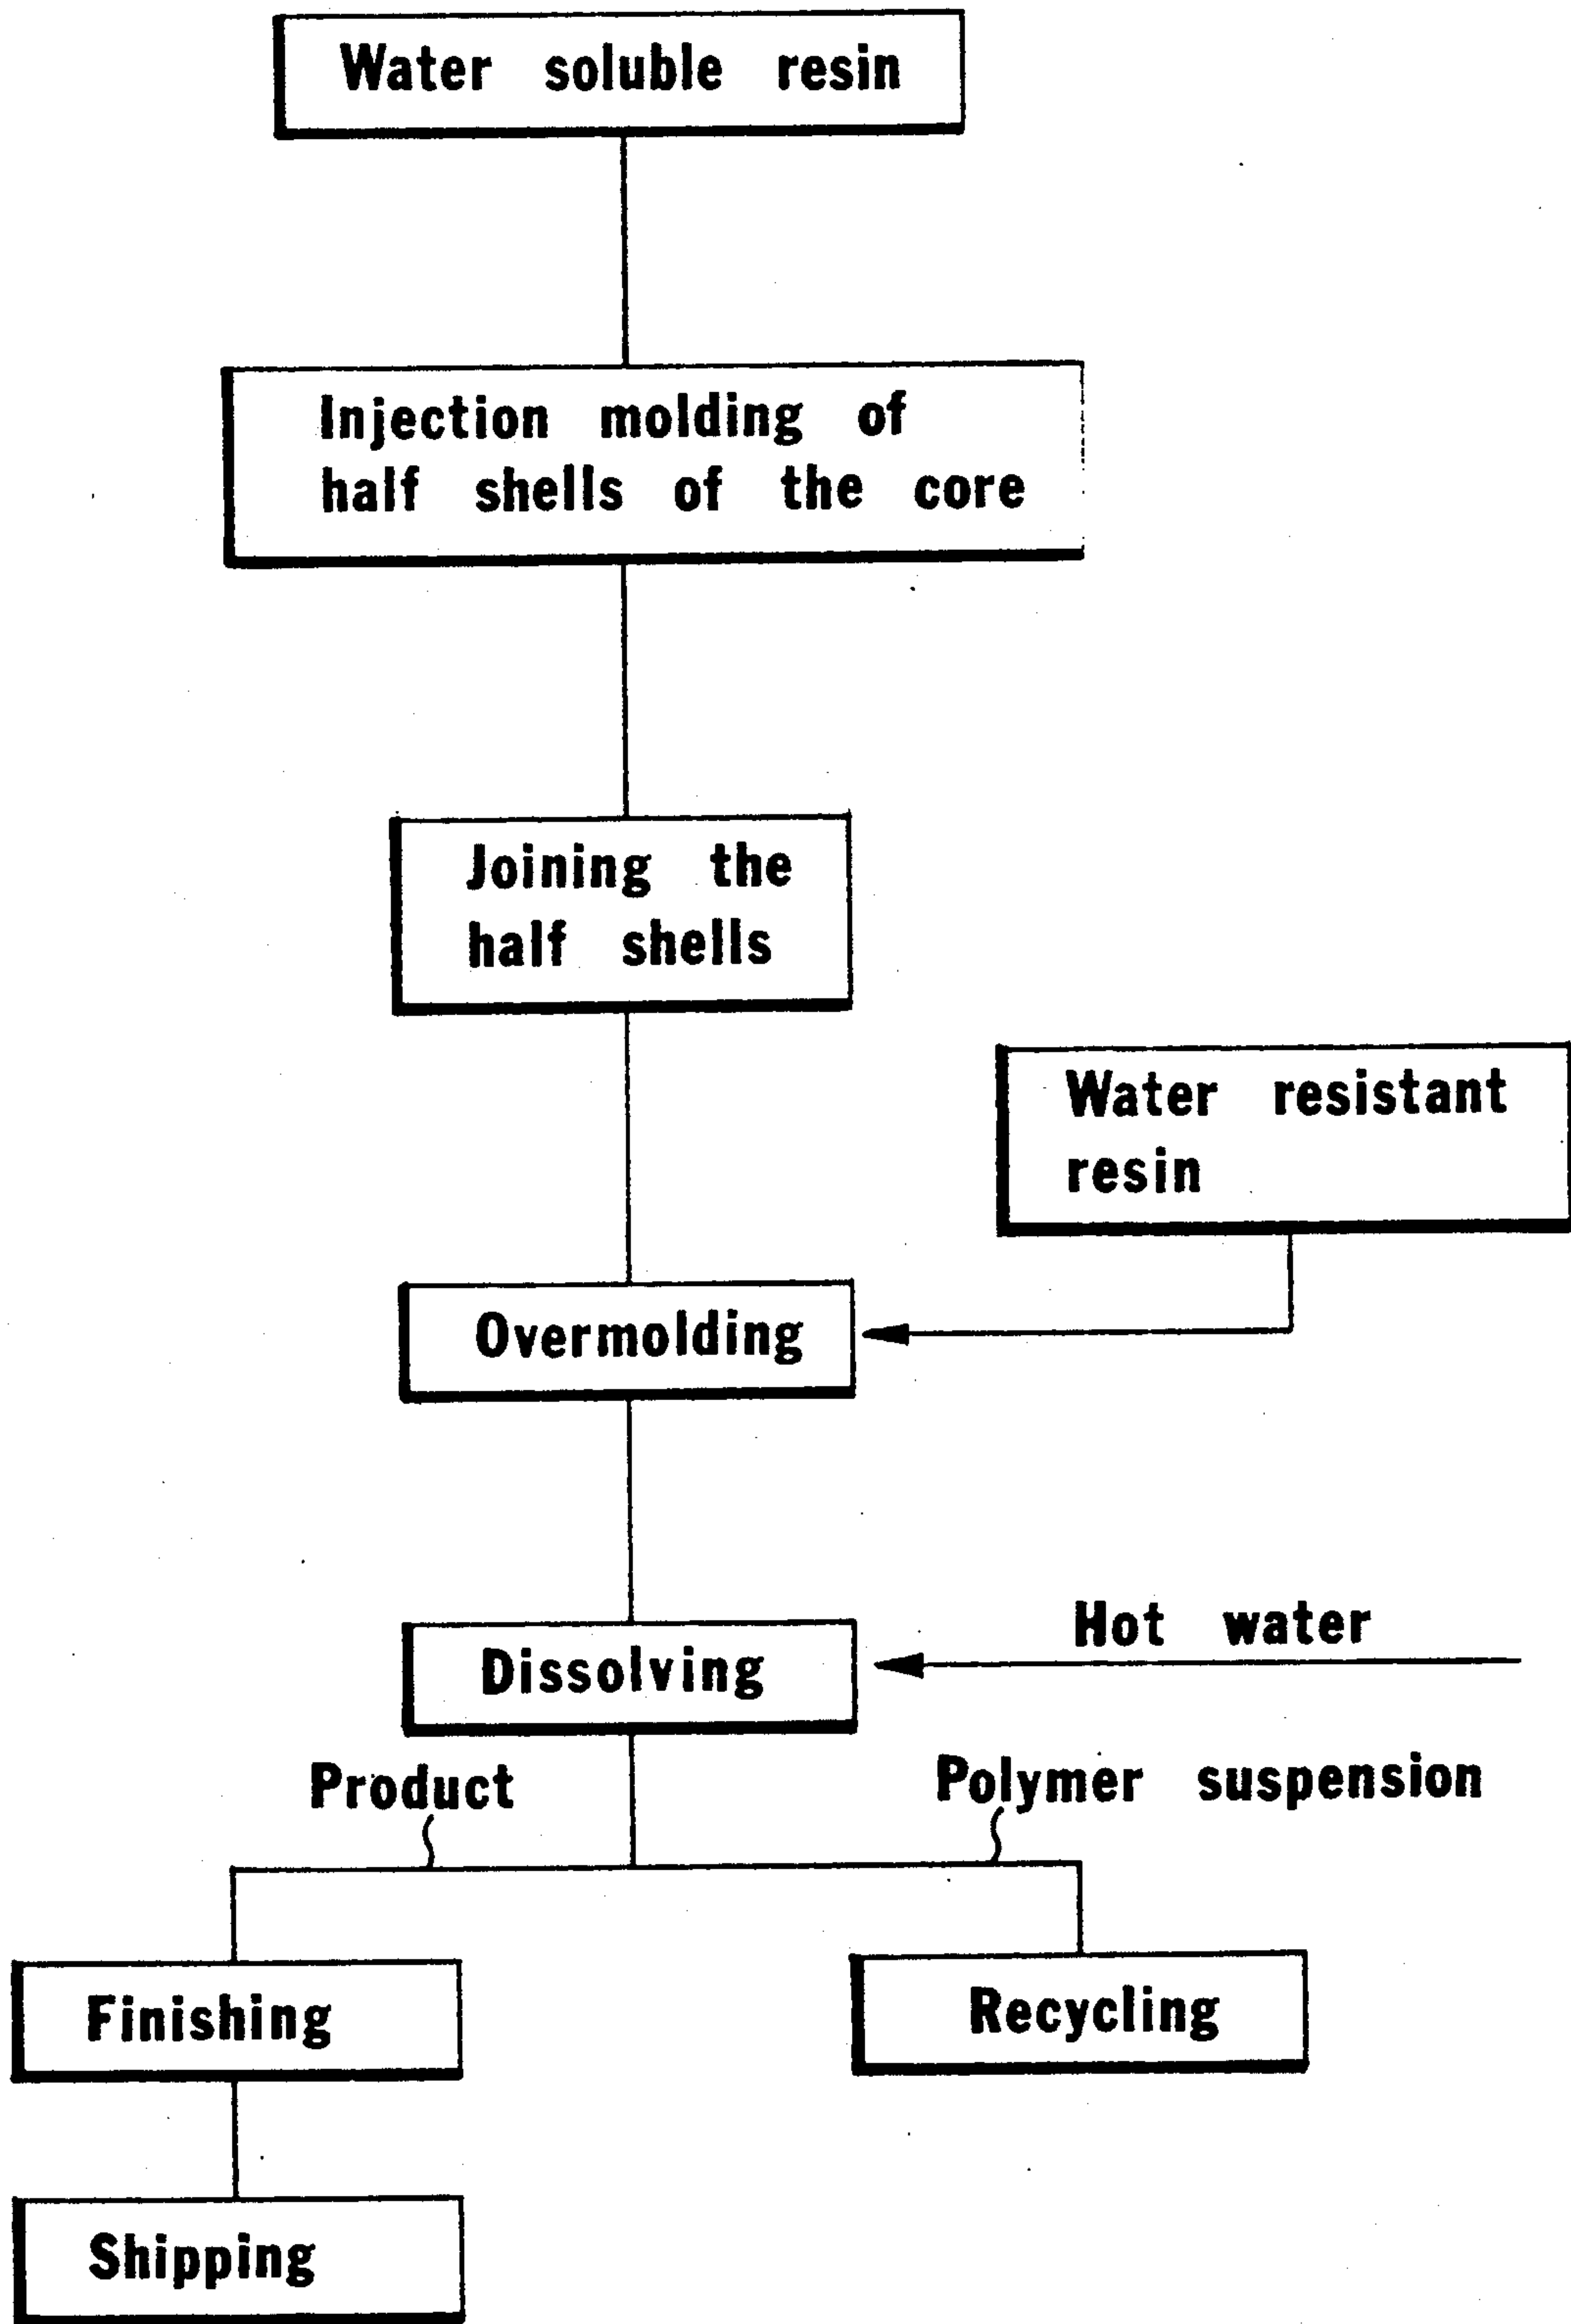 Water soluble resin
Injection molding of
half shells of the core
Joining the
half shells
Water resistant
resin
Overmolding
Hot water
Dissolving
Product
Polymer suspension
Finishing
Recycling
Shipping